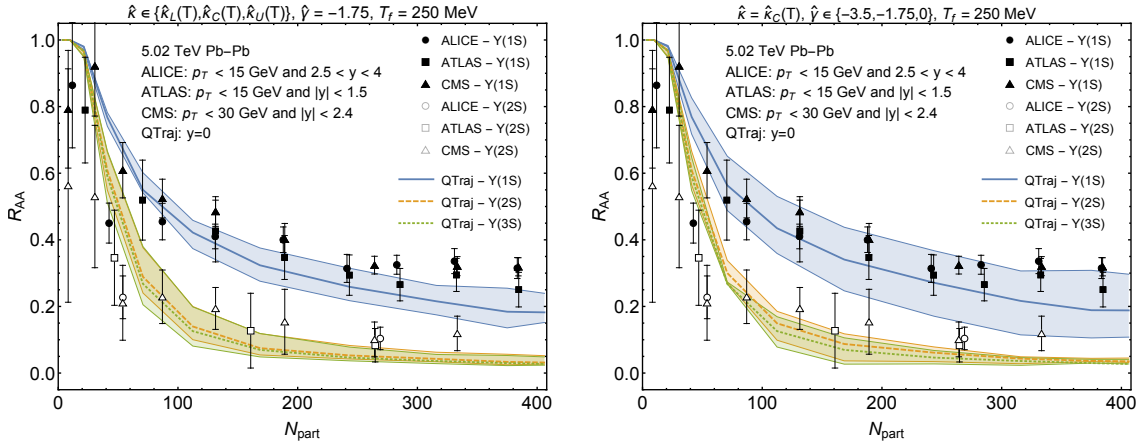 κ̂ ∈ {κ̂_L(T),κ̂_C(T),κ̂_U(T)}, γ̂ = −1.75, T_f = 250 MeV
5.02 TeV Pb–Pb
ALICE: p_T < 15 GeV and 2.5 < y < 4
ATLAS: p_T < 15 GeV and |y| < 1.5
CMS: p_T < 30 GeV and |y| < 2.4
QTraj: y=0
ALICE – Υ(1S)
ATLAS – Υ(1S)
CMS – Υ(1S)
ALICE – Υ(2S)
ATLAS – Υ(2S)
CMS – Υ(2S)
QTraj – Υ(1S)
QTraj – Υ(2S)
QTraj – Υ(3S)
R_AA
1.0
0.8
0.6
0.4
0.2
0.0
0 100 200 300 400
N_part
κ̂ = κ̂_C(T), γ̂ ∈ {−3.5,−1.75,0}, T_f = 250 MeV
5.02 TeV Pb–Pb
ALICE: p_T < 15 GeV and 2.5 < y < 4
ATLAS: p_T < 15 GeV and |y| < 1.5
CMS: p_T < 30 GeV and |y| < 2.4
QTraj: y=0
ALICE – Υ(1S)
ATLAS – Υ(1S)
CMS – Υ(1S)
ALICE – Υ(2S)
ATLAS – Υ(2S)
CMS – Υ(2S)
QTraj – Υ(1S)
QTraj – Υ(2S)
QTraj – Υ(3S)
R_AA
1.0
0.8
0.6
0.4
0.2
0.0
0 100 200 300 400
N_part